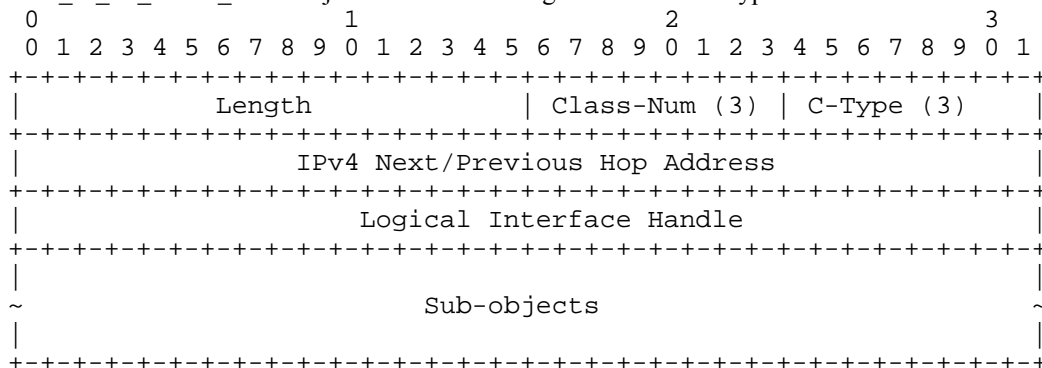 0 1 2 3
0 1 2 3 4 5 6 7 8 9 0 1 2 3 4 5 6 7 8 9 0 1 2 3 4 5 6 7 8 9 0 1
+-+-+-+-+-+-+-+-+-+-+-+-+-+-+-+-+-+-+-+-+-+-+-+-+-+-+-+-+-+-+-+-+
| Length | Class-Num (3) | C-Type (3) |
+-+-+-+-+-+-+-+-+-+-+-+-+-+-+-+-+-+-+-+-+-+-+-+-+-+-+-+-+-+-+-+-+
| IPv4 Next/Previous Hop Address |
+-+-+-+-+-+-+-+-+-+-+-+-+-+-+-+-+-+-+-+-+-+-+-+-+-+-+-+-+-+-+-+-+
| Logical Interface Handle |
+-+-+-+-+-+-+-+-+-+-+-+-+-+-+-+-+-+-+-+-+-+-+-+-+-+-+-+-+-+-+-+-+
| |
~ Sub-objects ~
| |
+-+-+-+-+-+-+-+-+-+-+-+-+-+-+-+-+-+-+-+-+-+-+-+-+-+-+-+-+-+-+-+-+